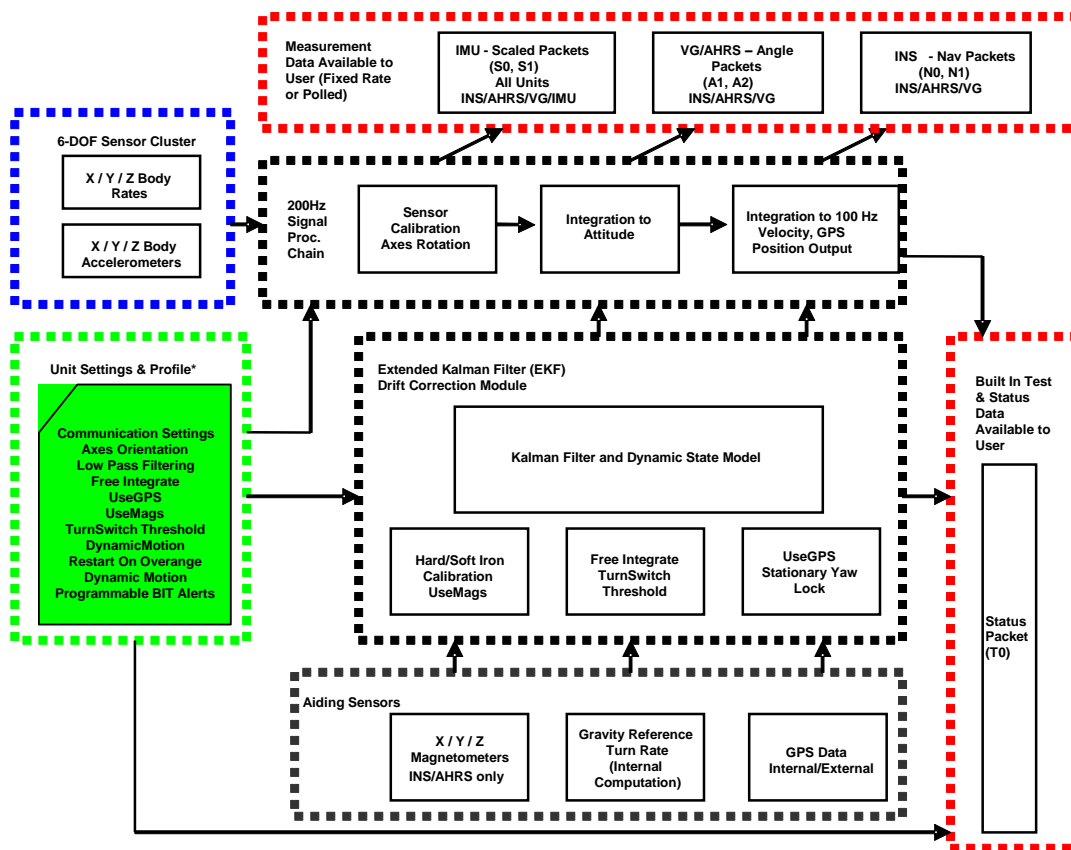 Measurement
Data Available to
User (Fixed Rate
or Polled)
IMU - Scaled Packets
(S0, S1)
All Units
INS/AHRS/VG/IMU
VG/AHRS – Angle
Packets
(A1, A2)
INS/AHRS/VG
INS - Nav Packets
(N0, N1)
INS/AHRS/VG
6-DOF Sensor Cluster
X / Y / Z Body
Rates
X / Y / Z Body
Accelerometers
200Hz
Signal
Proc.
Chain
Sensor
Calibration
Axes Rotation
Integration to
Attitude
Integration to 100 Hz
Velocity, GPS
Position Output
Unit Settings & Profile*
Communication Settings
Axes Orientation
Low Pass Filtering
Free Integrate
UseGPS
UseMags
TurnSwitch Threshold
DynamicMotion
Restart On Overange
Dynamic Motion
Programmable BIT Alerts
Extended Kalman Filter (EKF)
Drift Correction Module
Kalman Filter and Dynamic State Model
Hard/Soft Iron
Calibration
UseMags
Free Integrate
TurnSwitch
Threshold
UseGPS
Stationary Yaw
Lock
Built In Test
& Status
Data
Available to
User
Status
Packet
(T0)
Aiding Sensors
X / Y / Z
Magnetometers
INS/AHRS only
Gravity Reference
Turn Rate
(Internal
Computation)
GPS Data
Internal/External